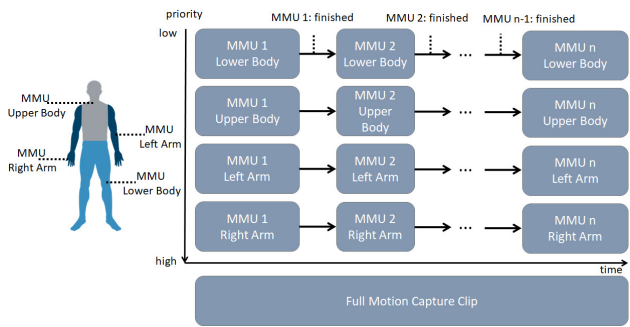 priority
low
MMU 1: finished
MMU 2: finished
MMU n-1: finished
MMU 1
Lower Body
MMU 2
Lower Body
...
MMU n
Lower Body
MMU
Upper Body
MMU
Left Arm
MMU
Right Arm
MMU
Lower Body
MMU 1
Upper Body
MMU 2
Upper
Body
...
MMU n
Upper Body
MMU 1
Left Arm
MMU 2
Left Arm
...
MMU n
Left Arm
MMU 1
Right Arm
MMU 2
Right Arm
...
MMU n
Right Arm
high
time
Full Motion Capture Clip